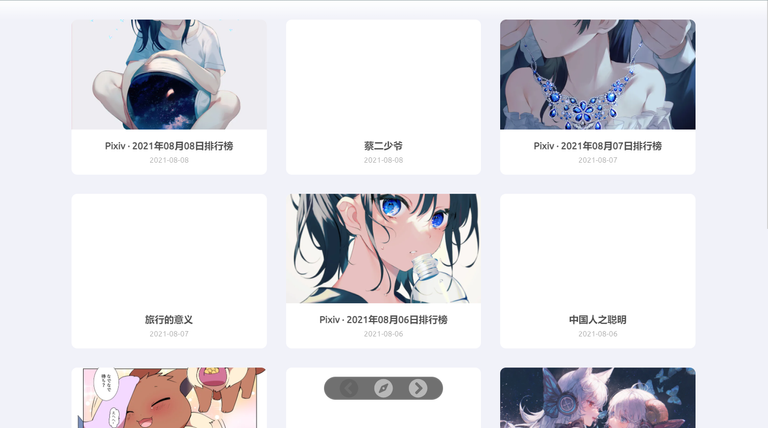 Pixiv · 2021年08月08日排行榜
2021-08-08
蔡二少爷
2021-08-08
Pixiv · 2021年08月07日排行榜
2021-08-07
旅行的意义
2021-08-07
Pixiv · 2021年08月06日排行榜
2021-08-06
中国人之聪明
2021-08-06